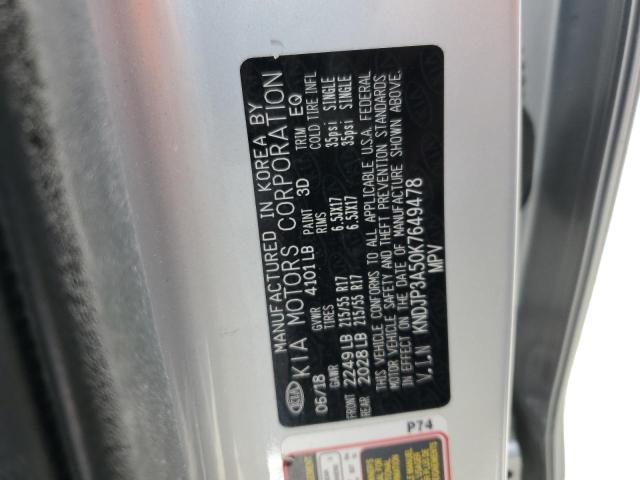 MANUFACTURED IN KOREA BY
KIA KIA MOTORS CORPORATION
06/18 GVWR 4101LB PAINT 3D TRIM EQ
GAWR TIRES RIMS COLD TIRE INFL
FRONT 2249LB 215/55 R17 6.5JX17 35psi SINGLE
REAR 2028LB 215/55 R17 6.5JX17 35psi SINGLE
THIS VEHICLE CONFORMS TO ALL APPLICABLE U.S.A. FEDERAL
MOTOR VEHICLE SAFETY AND THEFT PREVENTION STANDARDS
IN EFFECT ON THE DATE OF MANUFACTURE SHOWN ABOVE.
V.I.N KNDJP3A50K7649478
MPV
P74